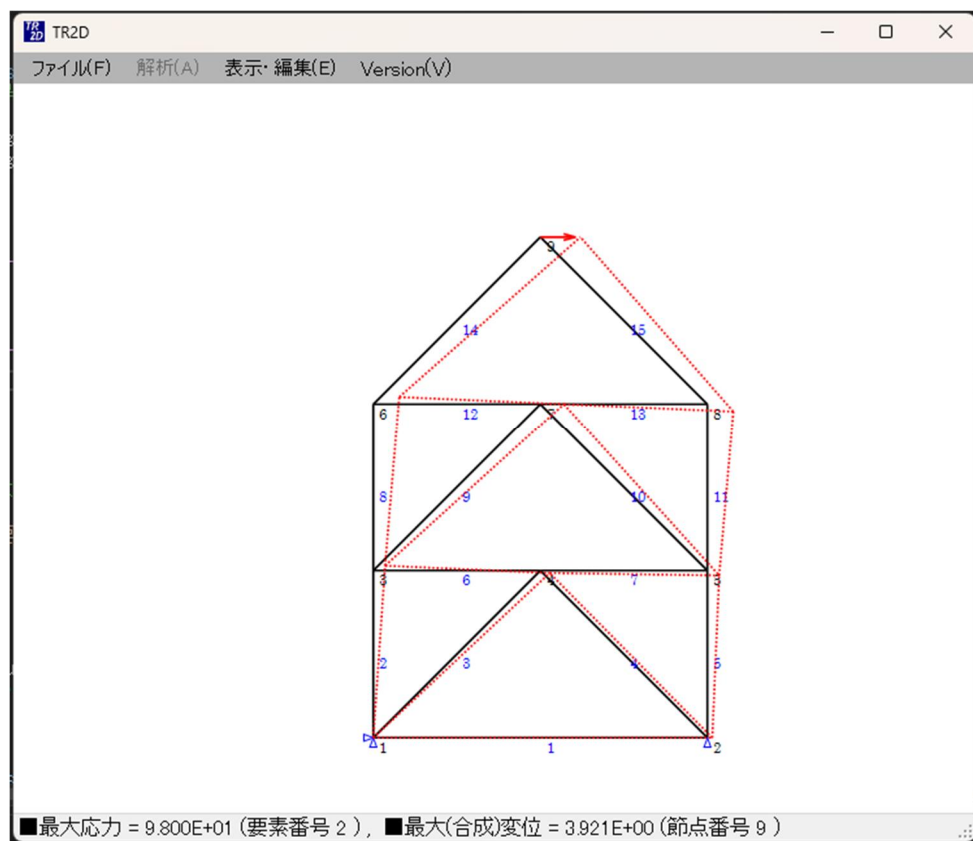 TR2D
ファイル(F) 解析(A) 表示・編集(E) Version(V)
9
14 15
6 12 13 8
8 9 10 11
3 6 7
2 3 4 5
1 1 2
■最大応力 = 9.800E+01 (要素番号 2 ) , ■最大(合成)変位 = 3.921E+00 (節点番号 9 )